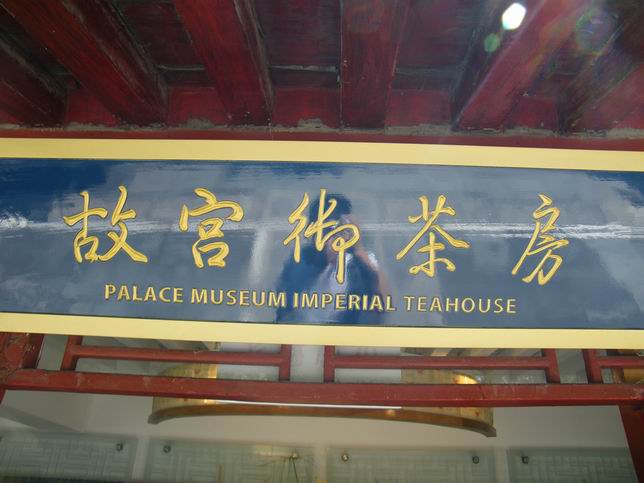 故宫御茶房
PALACE MUSEUM IMPERIAL TEAHOUSE